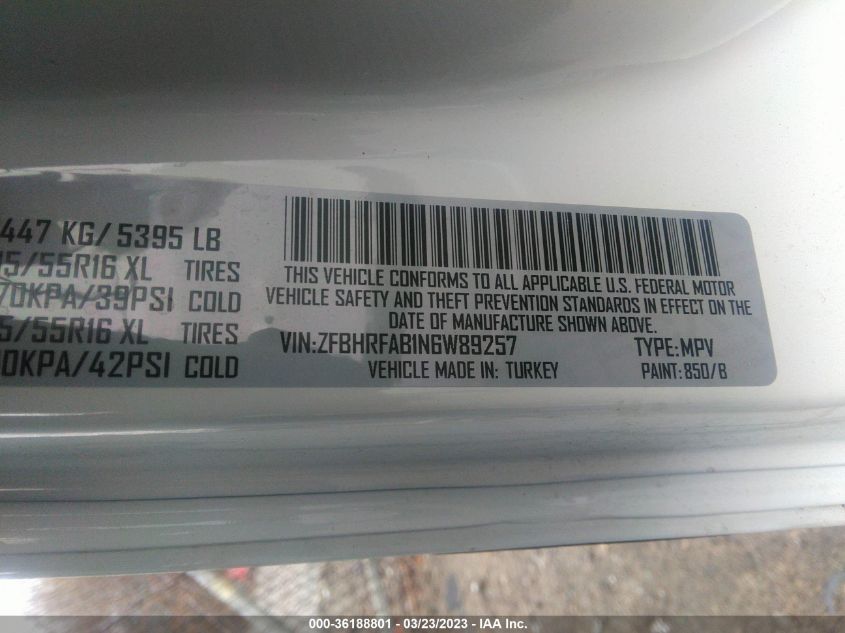 447 KG/ 5395 LB
5/55R16 XL TIRES
70KPA/39PSI COLD
5/55R16 XL TIRES
0KPA/42PSI COLD
THIS VEHICLE CONFORMS TO ALL APPLICABLE U.S. FEDERAL MOTOR
VEHICLE SAFETY AND THEFT PREVENTION STANDARDS IN EFFECT ON THE
DATE OF MANUFACTURE SHOWN ABOVE.
VIN:ZFBHRFAB1N6W89257 TYPE:MPV
VEHICLE MADE IN: TURKEY PAINT:850/B
000-36188801 - 03/23/2023 - IAA Inc.